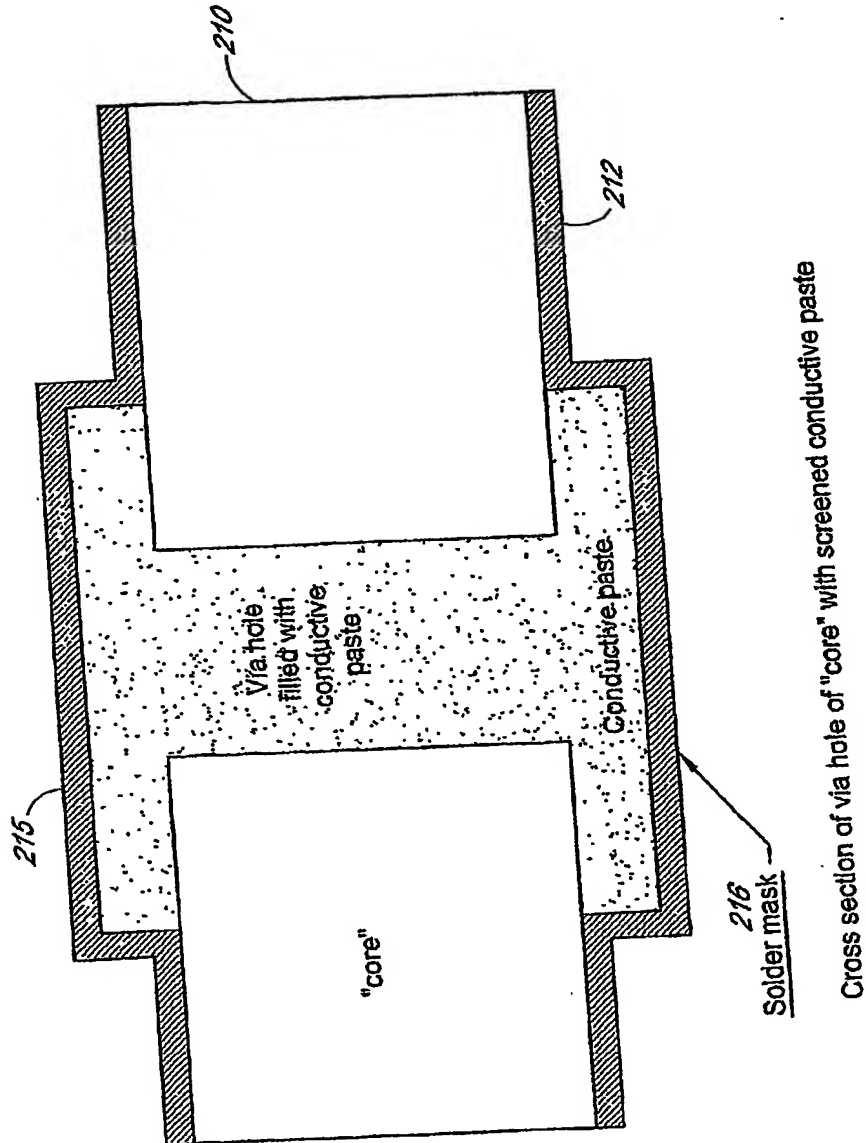 210
215
Via hole
filled with
conductive
paste
"core"
Conductive paste
212
216
Solder mask
Cross section of via hole of "core" with screened conductive paste